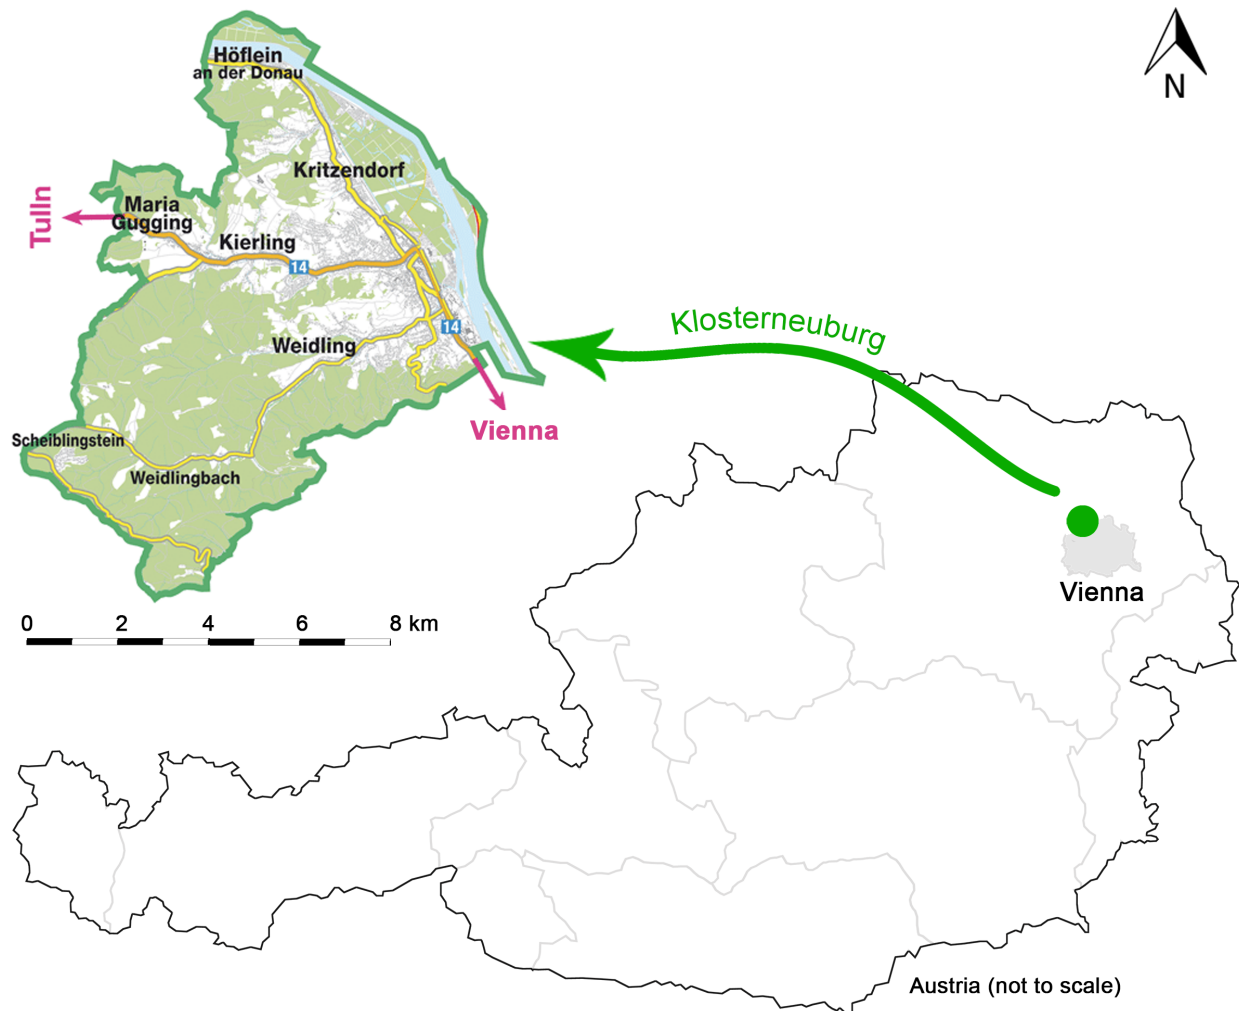 Höflein
an der Donau
N
Kritzendorf
Tulln
Maria
Gugging
Kierling
14
Klosterneuburg
14
Weidling
Vienna
Scheiblingstein
Weidlingbach
Vienna
0 2 4 6 8 km
Austria (not to scale)